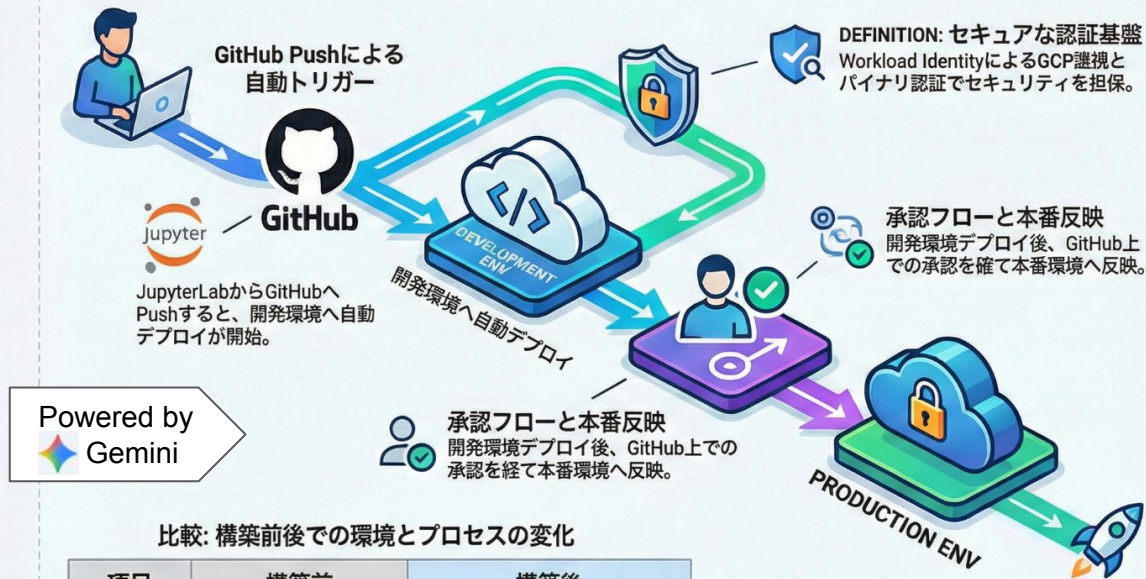 GitHub Pushによる
自動トリガー
GitHub
Jupyter
JupyterLabからGitHubへ
Pushすると、開発環境へ自動
デプロイが開始。
DEFINITION: セキュアな認証基盤
Workload IdentityによるGCP護視と
パイナリ認証でセキュリティを担保。
</>
DEVELOPMENT
ENV
開発環境へ自動デプロイ
承認フローと本番反映
開発環境デプロイ後、GitHub上
での承認を確て本番環境へ反映。
承認フローと本番反映
開発環境デプロイ後、GitHub上での
承認を経て本番環境へ反映。
PRODUCTION ENV
Powered by
Gemini
比較: 構築前後での環境とプロセスの変化
項目 構築前 構築後